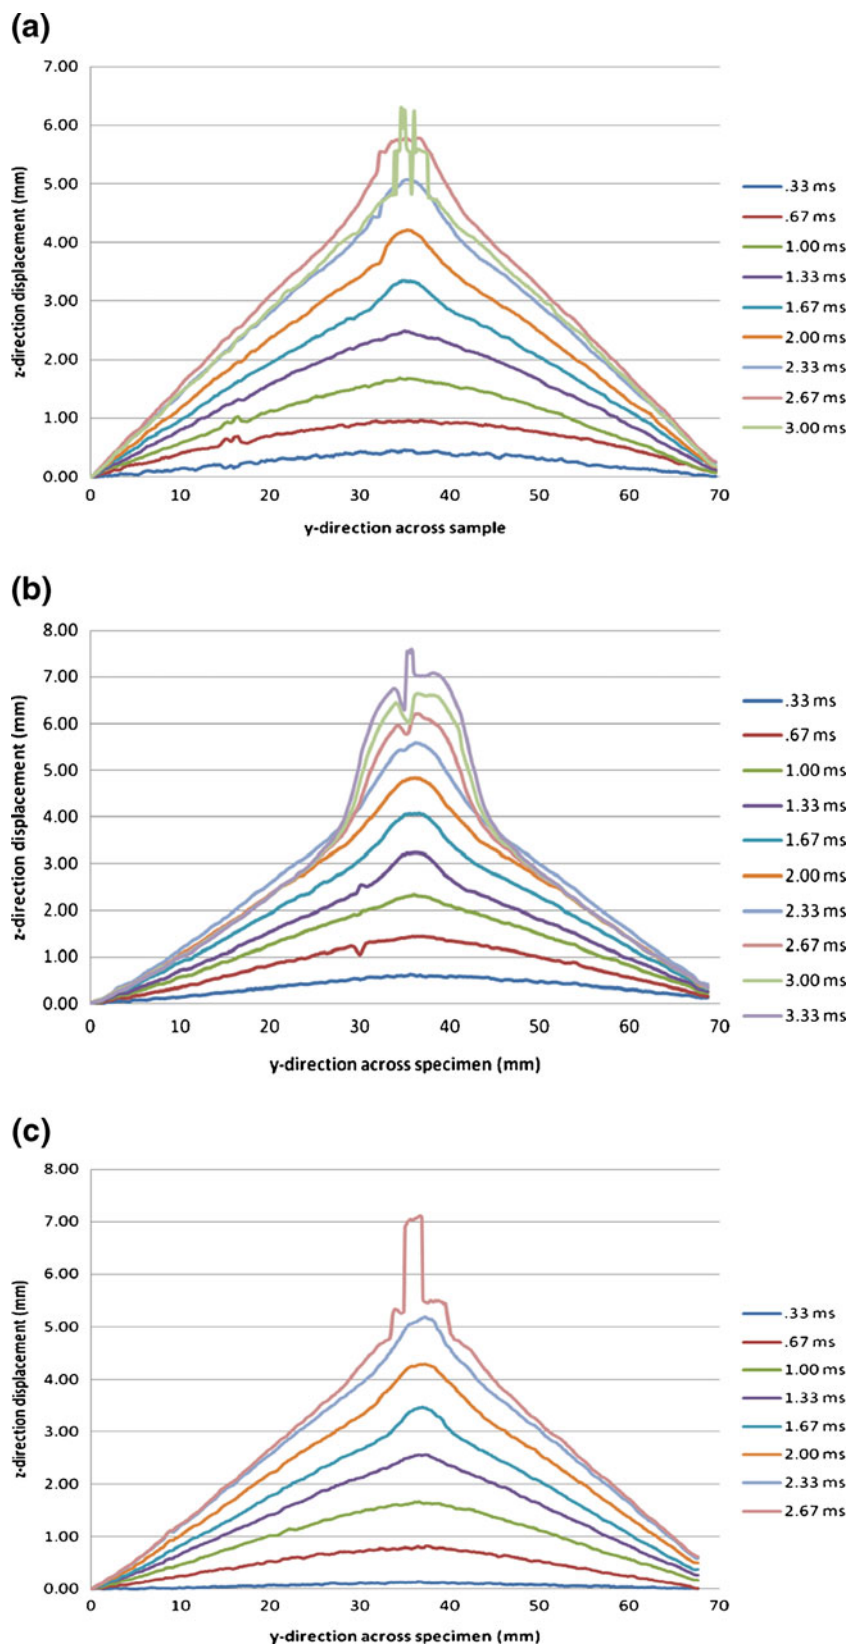 (a)
7.00
6.00
5.00
4.00
3.00
2.00
1.00
0.00
z-direction displacement (mm)
0 10 20 30 40 50 60 70
y-direction across sample
.33 ms
.67 ms
1.00 ms
1.33 ms
1.67 ms
2.00 ms
2.33 ms
2.67 ms
3.00 ms
(b)
8.00
7.00
6.00
5.00
4.00
3.00
2.00
1.00
0.00
z-direction displacement (mm)
0 10 20 30 40 50 60 70
y-direction across specimen (mm)
.33 ms
.67 ms
1.00 ms
1.33 ms
1.67 ms
2.00 ms
2.33 ms
2.67 ms
3.00 ms
3.33 ms
(c)
8.00
7.00
6.00
5.00
4.00
3.00
2.00
1.00
0.00
z-direction displacement (mm)
0 10 20 30 40 50 60 70
y-direction across specimen (mm)
.33 ms
.67 ms
1.00 ms
1.33 ms
1.67 ms
2.00 ms
2.33 ms
2.67 ms